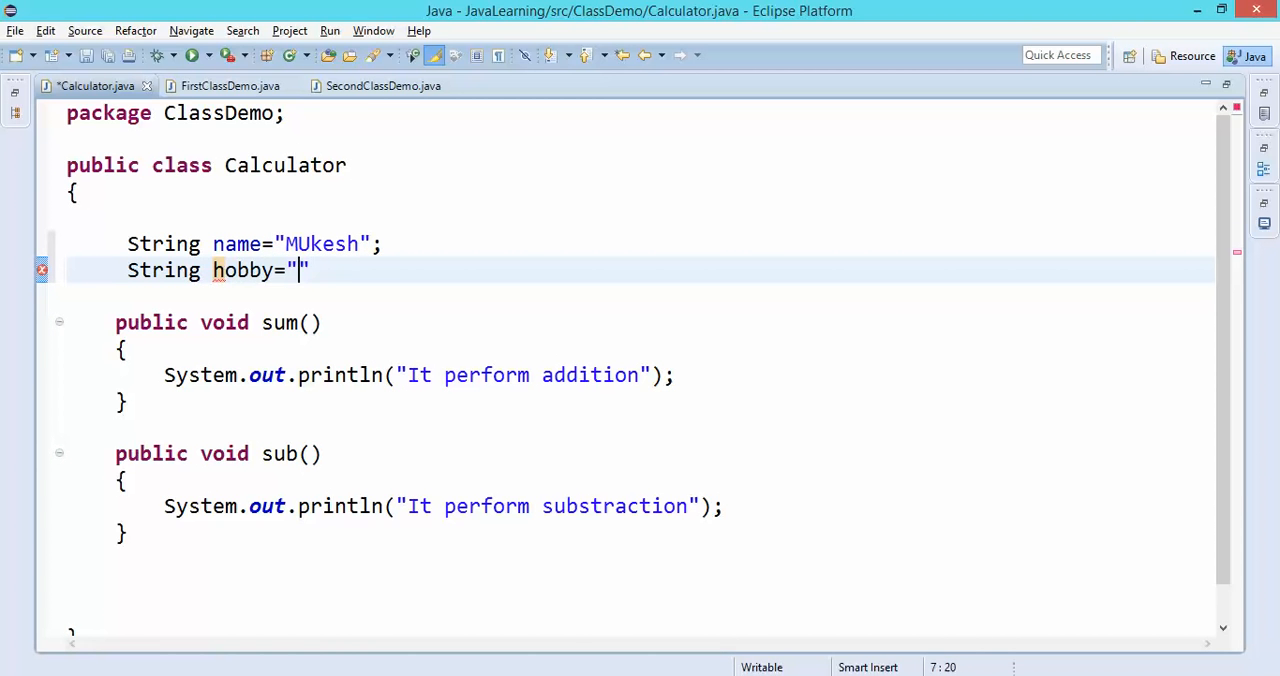 Java - JavaLearning/src/ClassDemo/Calculator.java - Eclipse Platform
File Edit Source Refactor Navigate Search Project Run Window Help
Quick Access Resource Java
*Calculator.java FirstClassDemo.java SecondClassDemo.java
package ClassDemo;
public class Calculator
{
String name="MUkesh";
String hobby=""
public void sum()
{
System.out.println("It perform addition");
}
public void sub()
{
System.out.println("It perform substraction");
}
}
Writable Smart Insert 7 : 20